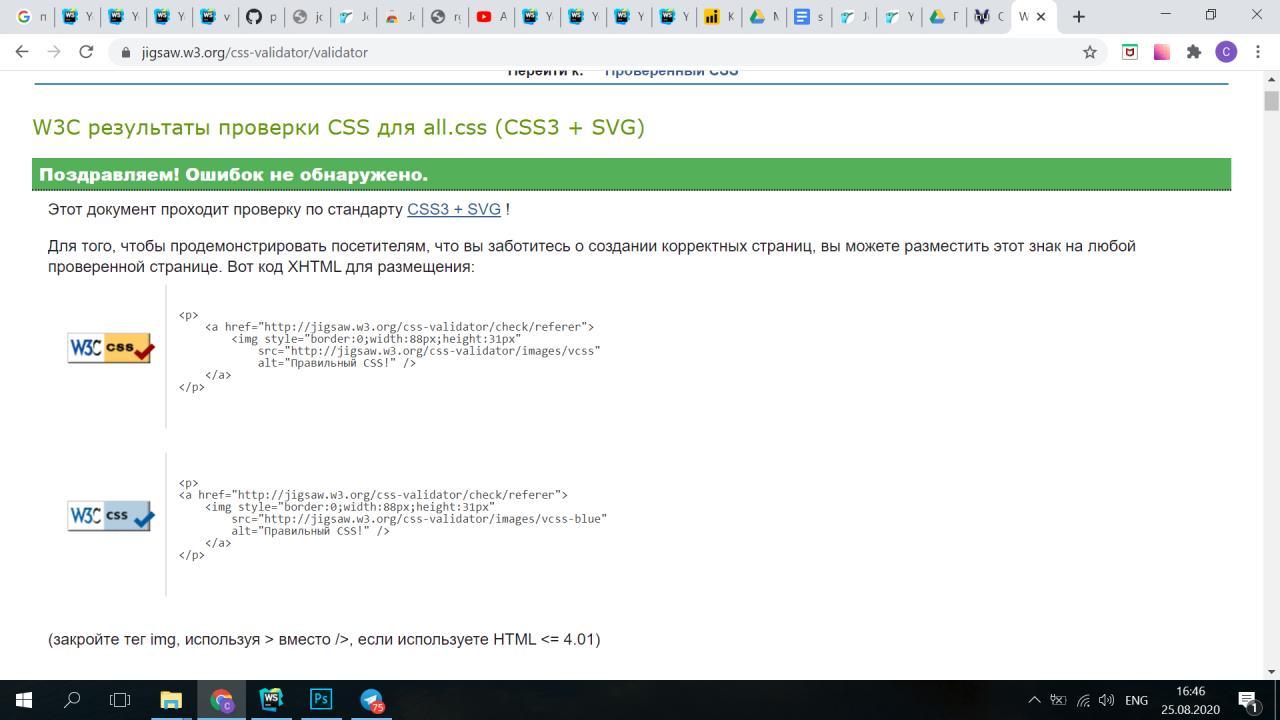 jigsaw.w3.org/css-validator/validator
Перейти к: Проверенный CSS
W3C результаты проверки CSS для all.css (CSS3 + SVG)
Поздравляем! Ошибок не обнаружено.
Этот документ проходит проверку по стандарту CSS3 + SVG !
Для того, чтобы продемонстрировать посетителям, что вы заботитесь о создании корректных страниц, вы можете разместить этот знак на любой
проверенной странице. Вот код XHTML для размещения:
<p>
<a href="http://jigsaw.w3.org/css-validator/check/referer">
<img style="border:0;width:88px;height:31px"
W3C css
src="http://jigsaw.w3.org/css-validator/images/vcss"
alt="Правильный CSS!" />
</a>
</p>
<p>
<a href="http://jigsaw.w3.org/css-validator/check/referer">
<img style="border:0;width:88px;height:31px"
W3C css
src="http://jigsaw.w3.org/css-validator/images/vcss-blue"
alt="Правильный CSS!" />
</a>
</p>
(закройте тег img, используя > вместо />, если используете HTML <= 4.01)
WS
Ps
75
ENG
16:46
25.08.2020
1